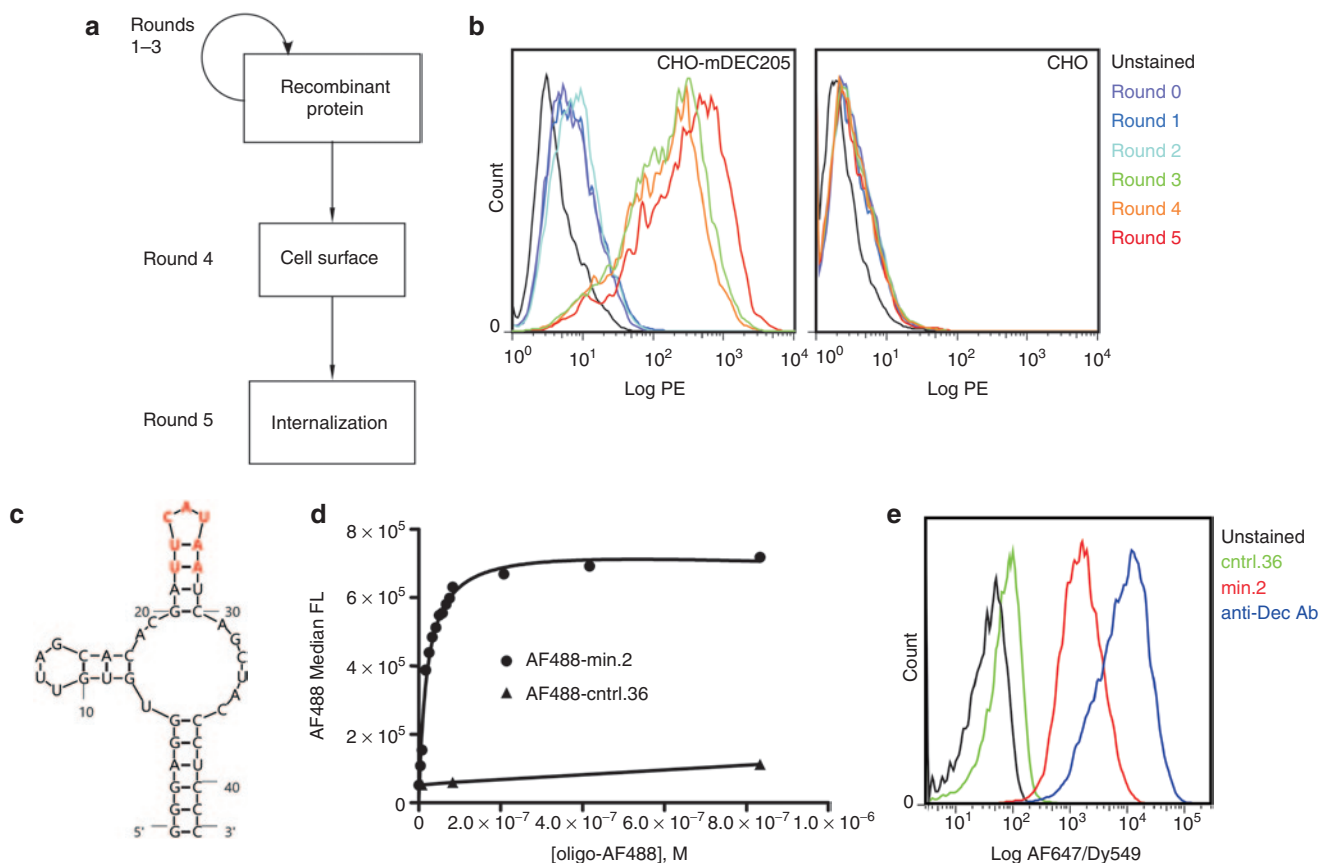 a
Rounds
1–3
Recombinant
protein
Round 4
Cell surface
Round 5
Internalization
b
CHO-mDEC205
Count
0
10⁰ 10¹ 10² 10³ 10⁴
Log PE
CHO
10⁰ 10¹ 10² 10³ 10⁴
Log PE
Unstained
Round 0
Round 1
Round 2
Round 3
Round 4
Round 5
c
C A U
U A
U A
A U
20 G C 30
C A
A G
C C
A U
C A
G C
A G
U U G U G
10
U
G C
G C
A U
G C 40
G C
5' G C 3'
d
8 × 10⁵
6 × 10⁵
4 × 10⁵
2 × 10⁵
0
AF488 Median FL
AF488-min.2
AF488-cntrl.36
0 2.0 × 10⁻⁷ 4.0 × 10⁻⁷ 6.0 × 10⁻⁷ 8.0 × 10⁻⁷ 1.0 × 10⁻⁶
[oligo-AF488], M
e
Count
0
10¹ 10² 10³ 10⁴ 10⁵
Log AF647/Dy549
Unstained
cntrl.36
min.2
anti-Dec Ab